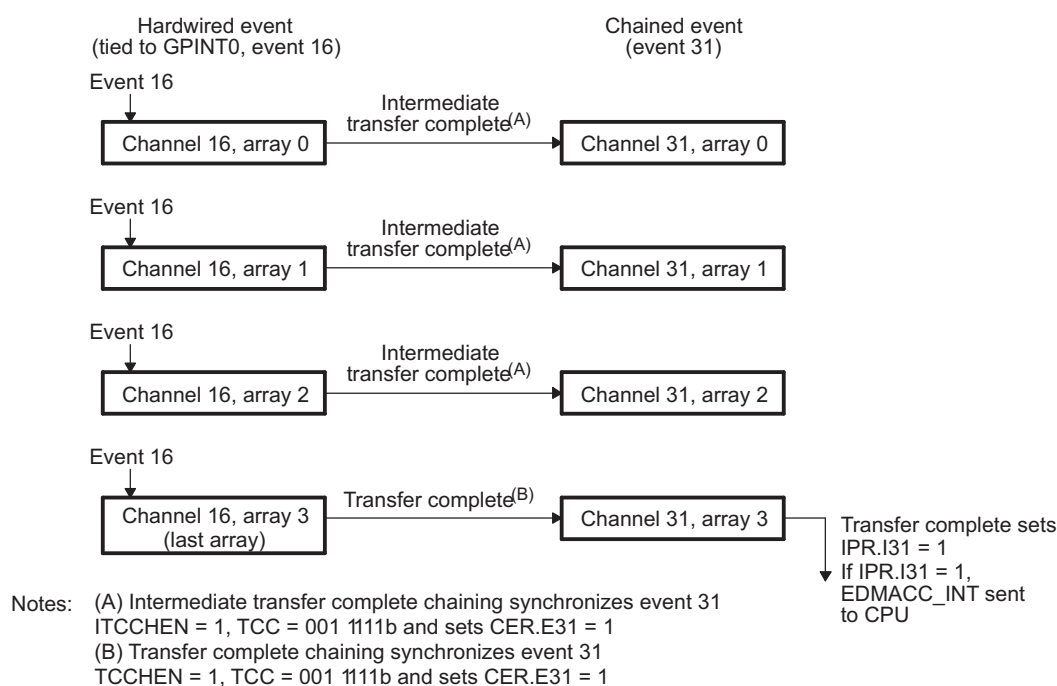 Hardwired event
(tied to GPINT0, event 16)
Chained event
(event 31)
Event 16
Intermediate
transfer complete(A)
Channel 16, array 0
Channel 31, array 0
Event 16
Intermediate
transfer complete(A)
Channel 16, array 1
Channel 31, array 1
Event 16
Intermediate
transfer complete(A)
Channel 16, array 2
Channel 31, array 2
Event 16
Transfer complete(B)
Channel 16, array 3
(last array)
Channel 31, array 3
Transfer complete sets
IPR.I31 = 1
If IPR.I31 = 1,
EDMACC_INT sent
to CPU
Notes: (A) Intermediate transfer complete chaining synchronizes event 31
ITCCHEN = 1, TCC = 001 1111b and sets CER.E31 = 1
(B) Transfer complete chaining synchronizes event 31
TCCHEN = 1, TCC = 001 1111b and sets CER.E31 = 1